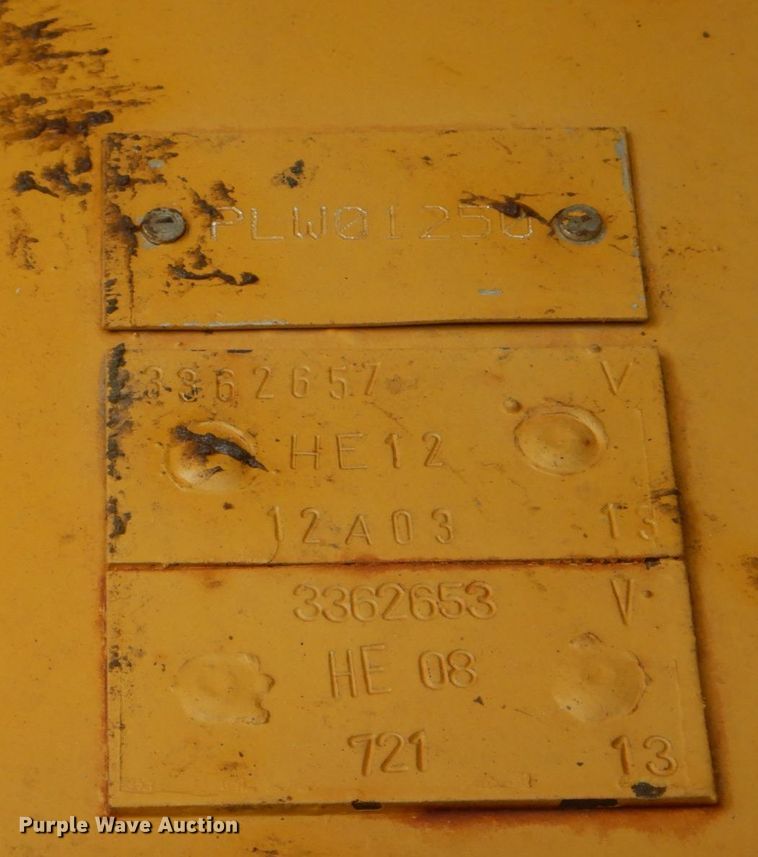 PLW01250
3362657 V
HE12
12A03 13
3362653 V
HE 08
721 13
Purple Wave Auction